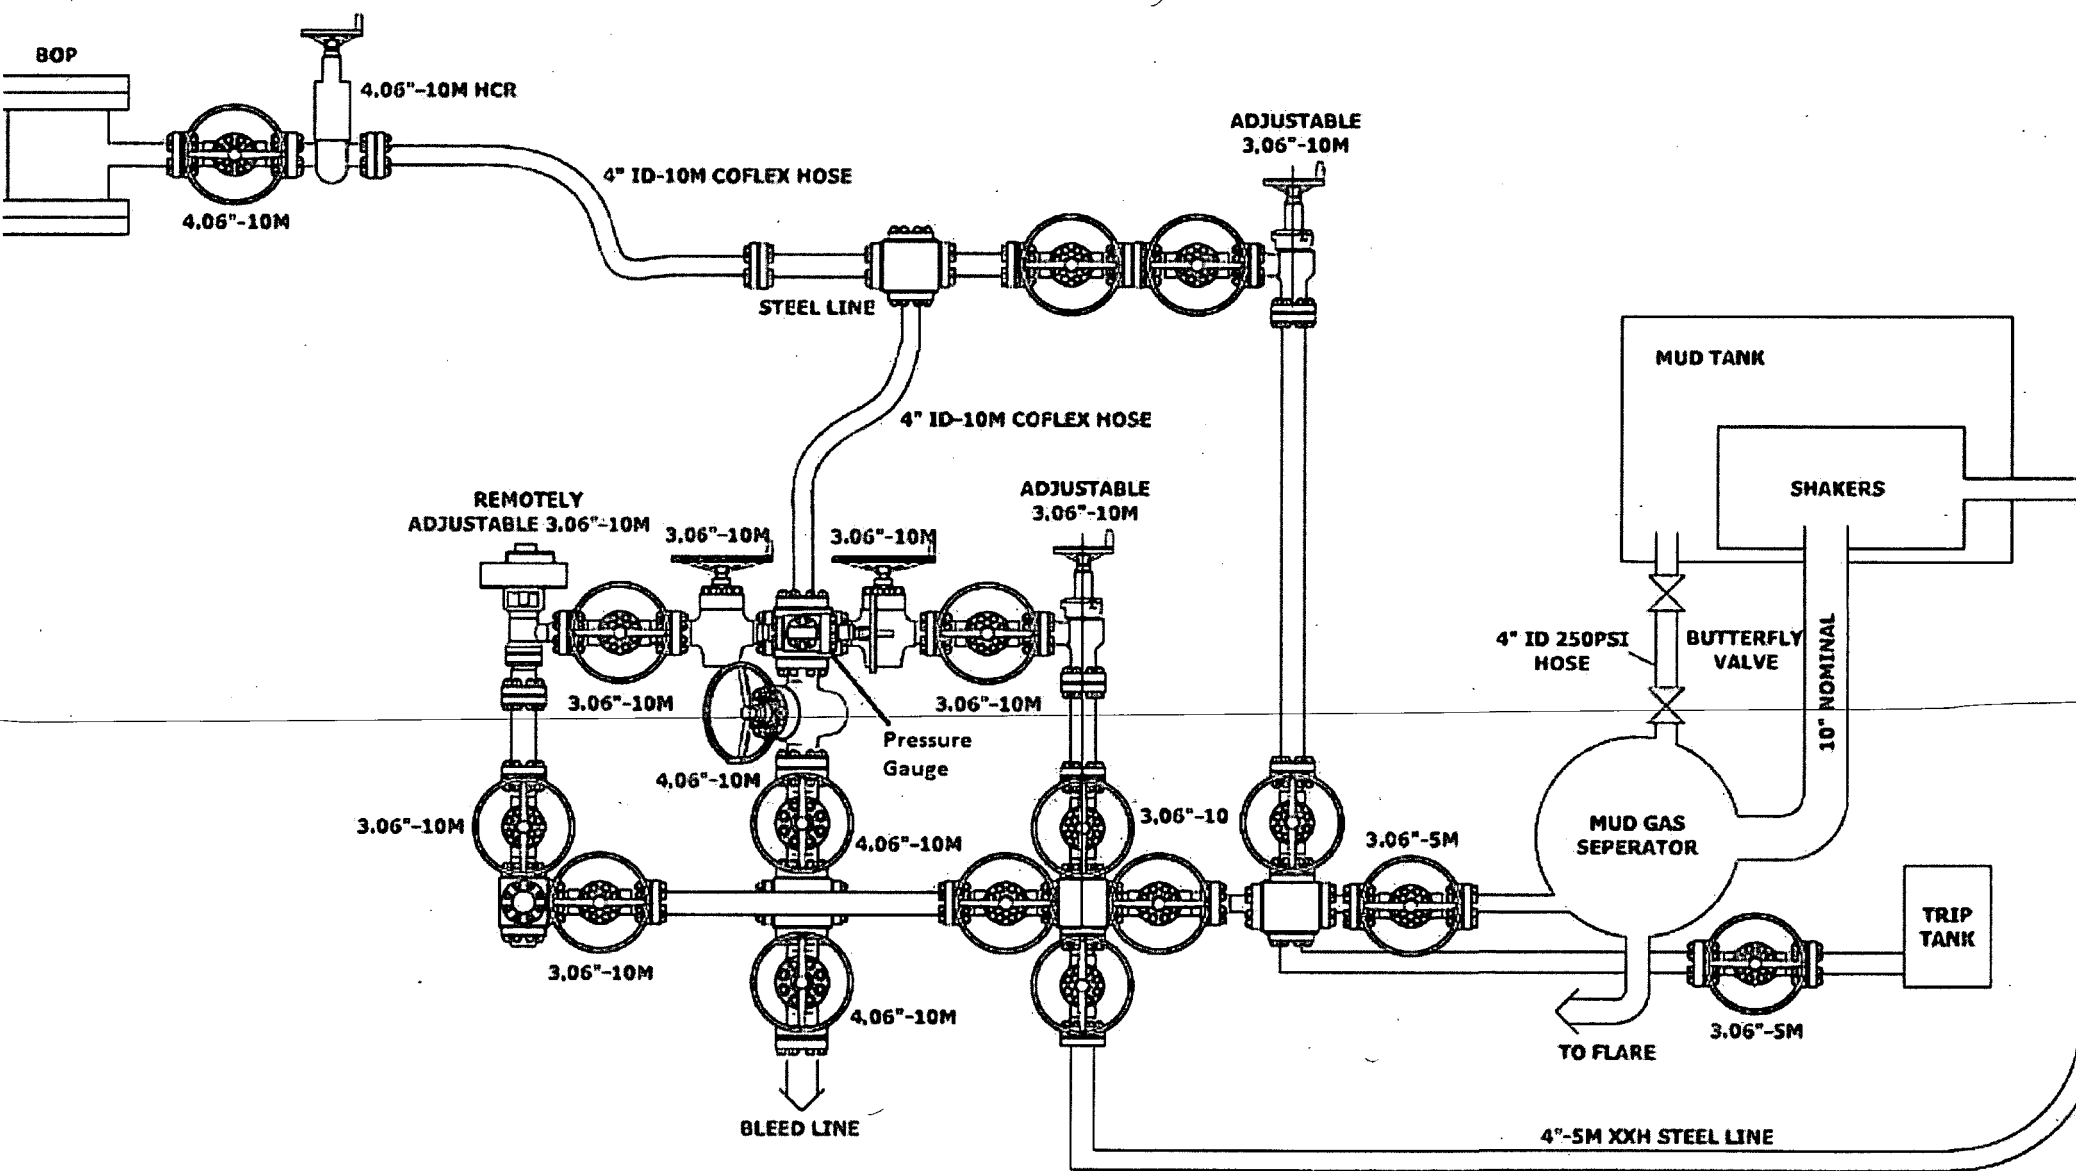 BOP
4.06"-10M HCR
4.06"-10M
4" ID-10M COFLEX HOSE
ADJUSTABLE
3.06"-10M
STEEL LINE
4" ID-10M COFLEX HOSE
MUD TANK
SHAKERS
REMOTELY
ADJUSTABLE 3.06"-10M
3.06"-10M
3.06"-10M
ADJUSTABLE
3.06"-10M
3.06"-10M
3.06"-10M
4" ID 250PSI
HOSE
BUTTERFLY
VALVE
10" NOMINAL
Pressure
Gauge
4.06"-10M
3.06"-10M
4.06"-10M
3.06"-10
3.06"-5M
MUD GAS
SEPERATOR
3.06"-10M
4.06"-10M
TRIP
TANK
3.06"-5M
TO FLARE
BLEED LINE
4"-5M XXH STEEL LINE